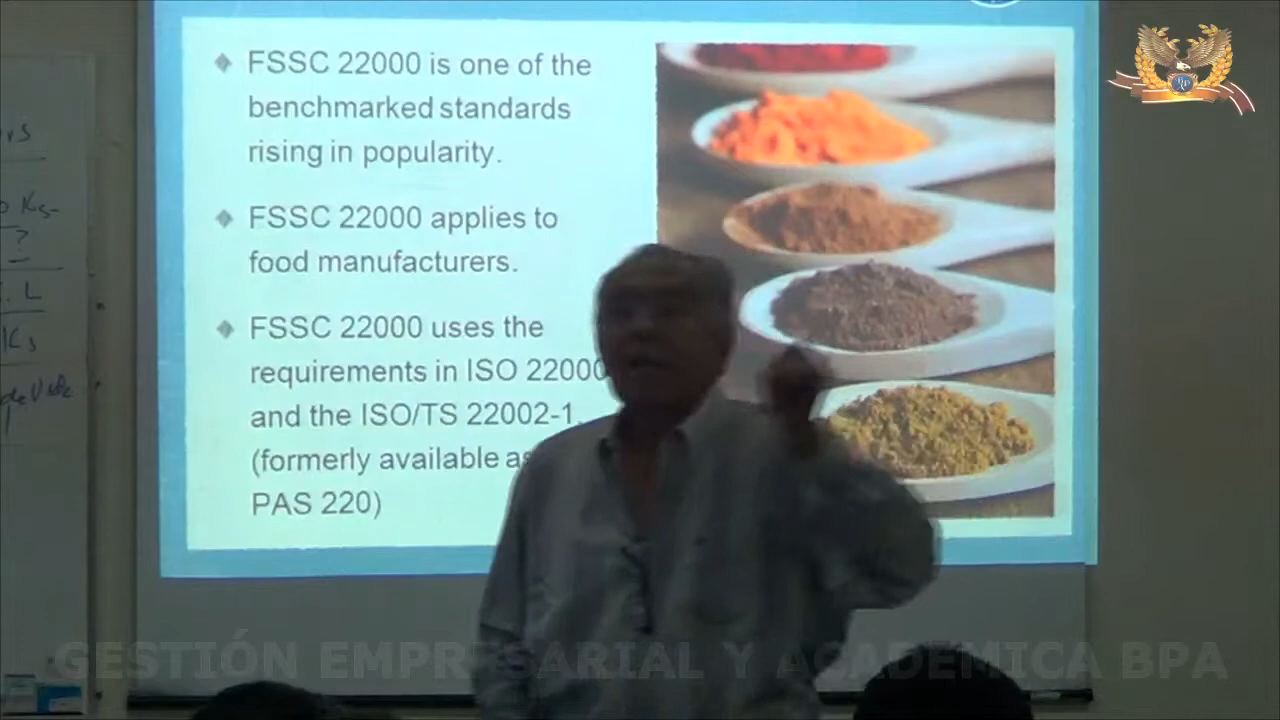 FSSC 22000 is one of the
benchmarked standards
rising in popularity.
FSSC 22000 applies to
food manufacturers.
FSSC 22000 uses the
requirements in ISO 22000
and the ISO/TS 22002-1.
(formerly available as
PAS 220)
GESTIÓN EMPRESARIAL Y ACADEMICA BPA